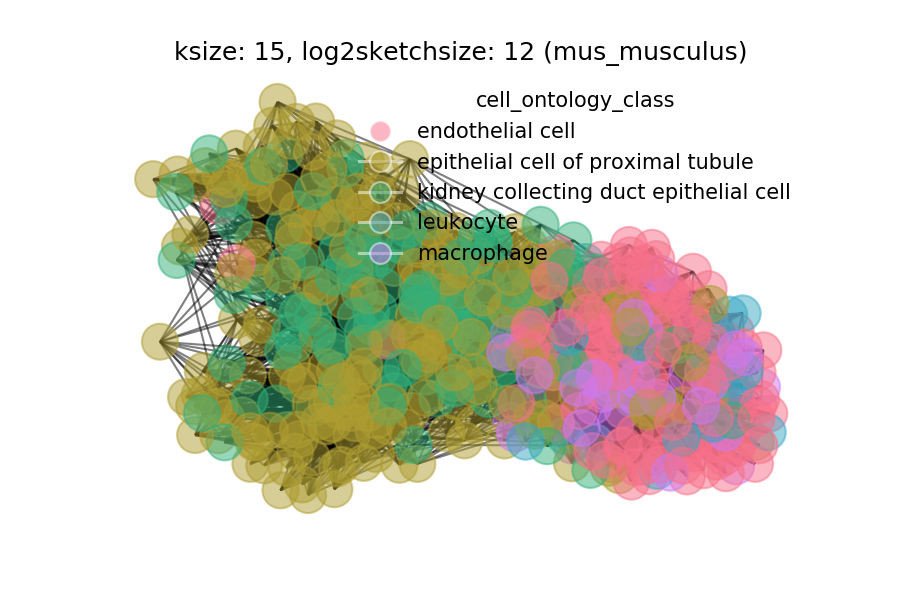 ksize: 15, log2sketchsize: 12 (mus_musculus)
cell_ontology_class
endothelial cell
epithelial cell of proximal tubule
kidney collecting duct epithelial cell
leukocyte
macrophage